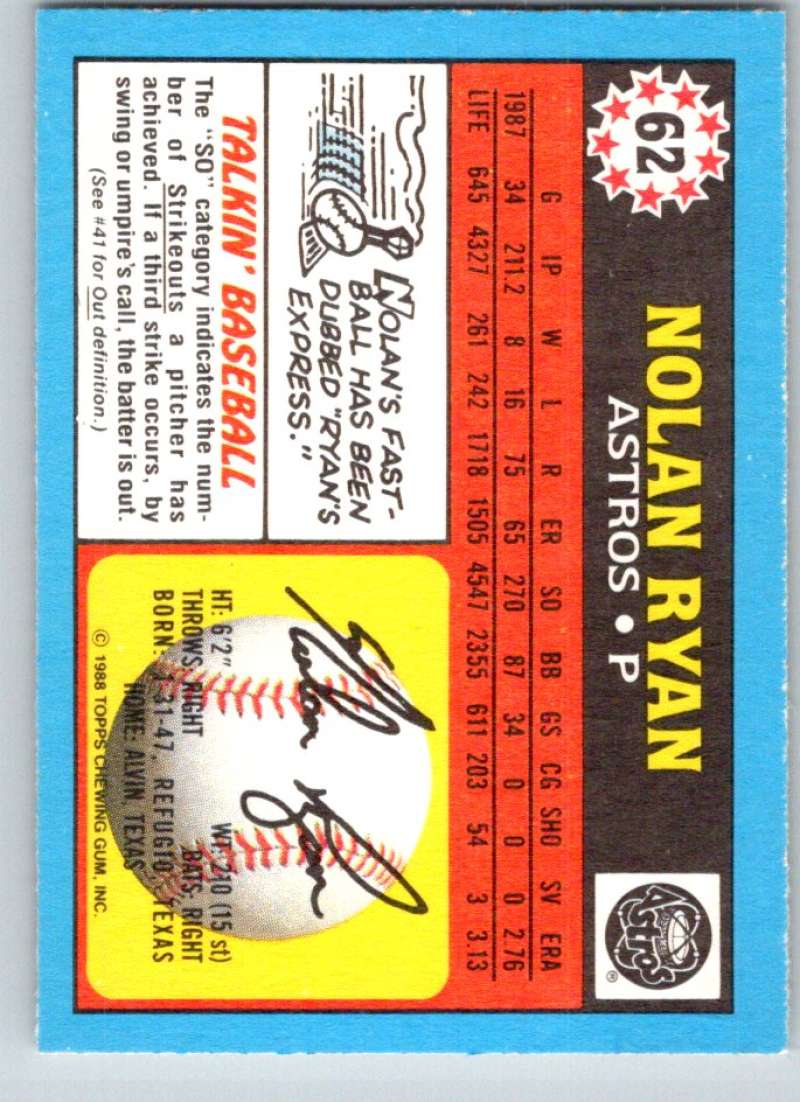 62
NOLAN RYAN
ASTROS • P
Astros
®
G IP W L R ER SO BB GS CG SHO SV ERA
1987 34 211.2 8 16 75 65 270 87 34 0 0 0 2.76
LIFE 645 4327 261 242 1718 1505 4547 2355 611 203 54 3 3.13
NOLAN'S FAST-
BALL HAS BEEN
DUBBED "RYAN'S
EXPRESS."
TALKIN' BASEBALL
The "SO" category indicates the num-
ber of Strikeouts a pitcher has
achieved. If a third strike occurs, by
swing or umpire's call, the batter is out.
(See #41 for Out definition.)
Nolan Ryan
HT: 6'2" WT: 210 (15 st)
THROWS: RIGHT BATS: RIGHT
BORN: 1-31-47, REFUGIO, TEXAS
HOME: ALVIN, TEXAS
© 1988 TOPPS CHEWING GUM, INC.